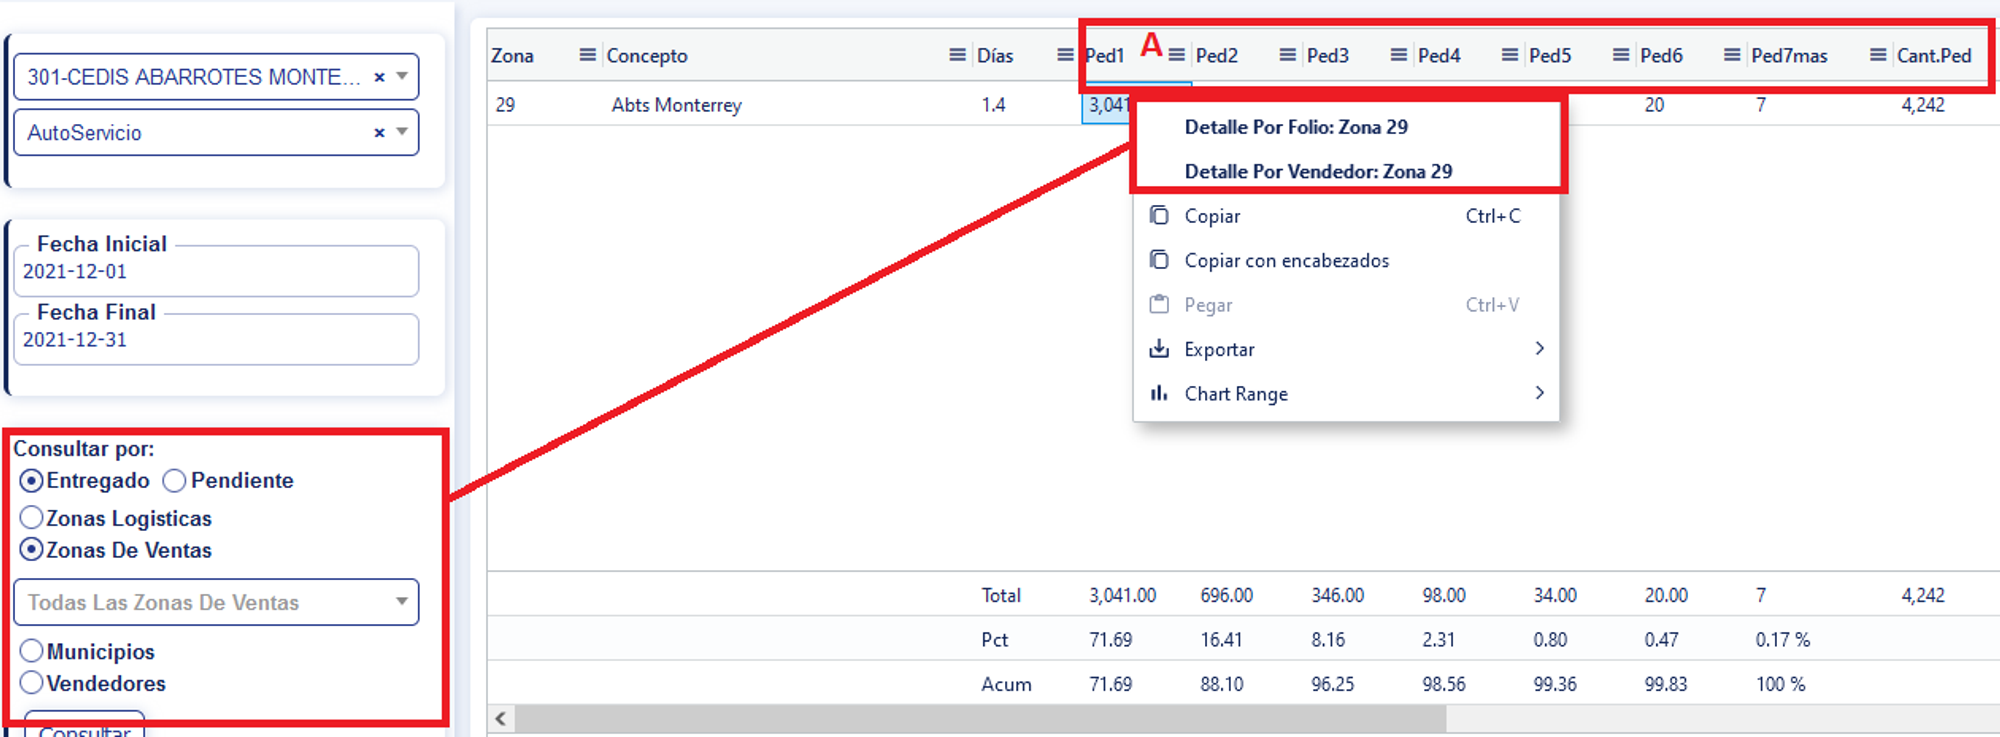 301-CEDIS ABARROTES MONTE... × 
AutoServicio ×
Fecha Inicial
2021-12-01
Fecha Final
2021-12-31
Consultar por:
Entregado Pendiente
Zonas Logisticas
Zonas De Ventas
Todas Las Zonas De Ventas
Municipios
Vendedores
Consultar
A
Zona Concepto Días Ped1 Ped2 Ped3 Ped4 Ped5 Ped6 Ped7mas Cant.Ped
29 Abts Monterrey 1.4 3,041 20 7 4,242
Detalle Por Folio: Zona 29
Detalle Por Vendedor: Zona 29
Copiar Ctrl+C
Copiar con encabezados
Pegar Ctrl+V
Exportar
Chart Range
Total 3,041.00 696.00 346.00 98.00 34.00 20.00 7 4,242
Pct 71.69 16.41 8.16 2.31 0.80 0.47 0.17 %
Acum 71.69 88.10 96.25 98.56 99.36 99.83 100 %